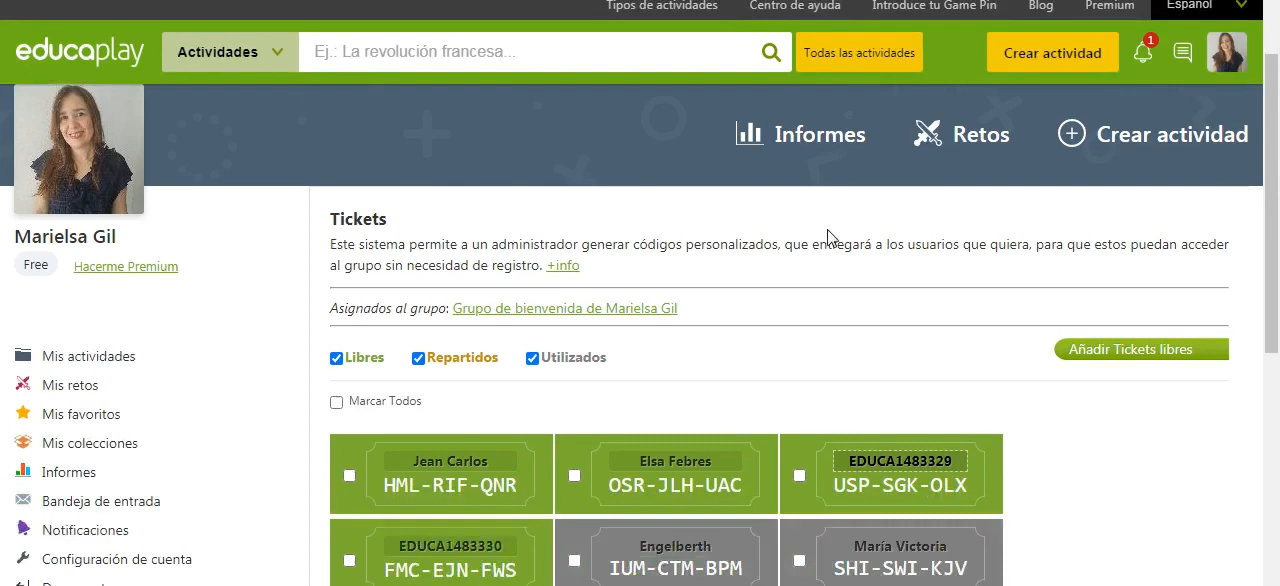 Tipos de actividades Centro de ayuda Introduce tu Game Pin Blog Premium Español
educaplay Actividades Ej.: La revolución francesa... Todas las actividades Crear actividad 1
Informes Retos Crear actividad
Marielsa Gil
Free Hacerme Premium
Mis actividades
Mis retos
Mis favoritos
Mis colecciones
Informes
Bandeja de entrada
Notificaciones
Configuración de cuenta
Tickets
Este sistema permite a un administrador generar códigos personalizados, que entregará a los usuarios que quiera, para que estos puedan acceder
al grupo sin necesidad de registro. +info
Asignados al grupo: Grupo de bienvenida de Marielsa Gil
Libres Repartidos Utilizados Añadir Tickets libres
Marcar Todos
Jean Carlos Elsa Febres EDUCA1483329
HML-RIF-QNR OSR-JLH-UAC USP-SGK-OLX
EDUCA1483330 Engelberth María Victoria
FMC-EJN-FWS IUM-CTM-BPM SHI-SWI-KJV